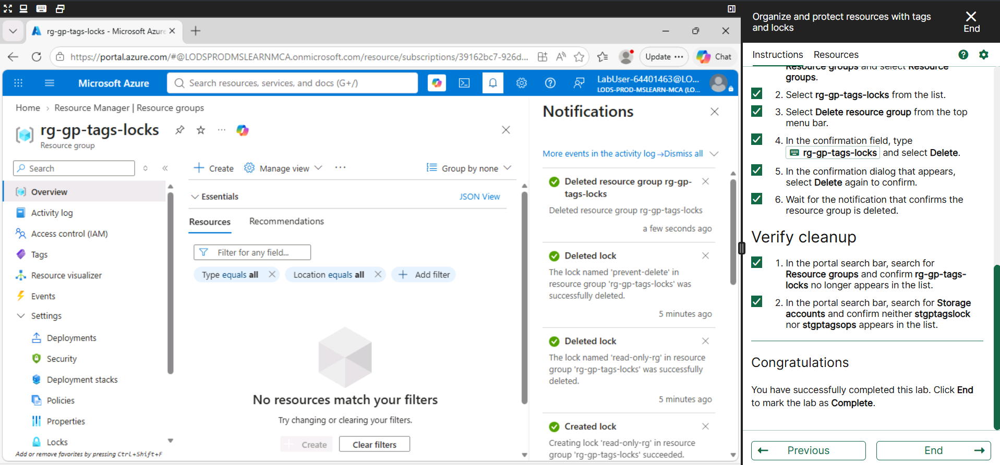 rg-gp-tags-locks - Microsoft Azure
https://portal.azure.com/#@LODSPRODMSLEARNMCA.onmicrosoft.com/resource/subscriptions/39162bc7-926d...
Update
Chat
Microsoft Azure
Search resources, services, and docs (G+/)
LabUser-64401463@LO...
LODS-PROD-MSLEARN-MCA (LO...
Home > Resource Manager | Resource groups
rg-gp-tags-locks
Resource group
Search
Overview
Activity log
Access control (IAM)
Tags
Resource visualizer
Events
Settings
Deployments
Security
Deployment stacks
Policies
Properties
Locks
Add or remove favorites by pressing Ctrl+Shift+F
Create
Manage view
Group by none
Essentials
JSON View
Resources
Recommendations
Filter for any field...
Type equals all
Location equals all
Add filter
No resources match your filters
Try changing or clearing your filters.
Create
Clear filters
Notifications
More events in the activity log →
Dismiss all
Deleted resource group rg-gp-
tags-locks
Deleted resource group rg-gp-tags-locks
a few seconds ago
Deleted lock
The lock named 'prevent-delete' in
resource group 'rg-gp-tags-locks' was
successfully deleted.
5 minutes ago
Deleted lock
The lock named 'read-only-rg' in resource
group 'rg-gp-tags-locks' was successfully
deleted.
5 minutes ago
Created lock
Creating lock 'read-only-rg' in resource
group 'rg-gp-tags-locks' succeeded.
Organize and protect resources with tags
and locks
End
Instructions
Resources
Resource groups and select Resource
groups.
2. Select rg-gp-tags-locks from the list.
3. Select Delete resource group from the top
menu bar.
4. In the confirmation field, type
rg-gp-tags-locks and select Delete.
5. In the confirmation dialog that appears,
select Delete again to confirm.
6. Wait for the notification that confirms the
resource group is deleted.
Verify cleanup
1. In the portal search bar, search for
Resource groups and confirm rg-gp-tags-
locks no longer appears in the list.
2. In the portal search bar, search for Storage
accounts and confirm neither stgptagslock
nor stgptagsops appears in the list.
Congratulations
You have successfully completed this lab. Click End
to mark the lab as Complete.
Previous
End